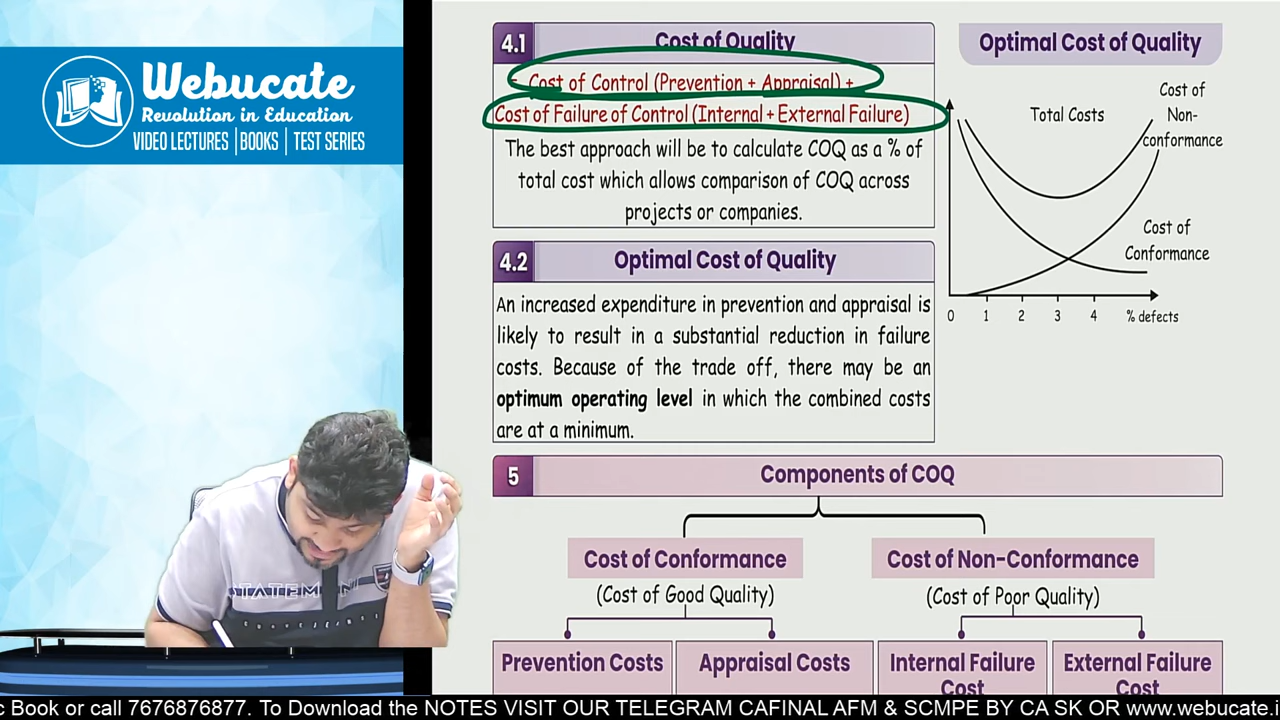 Webucate
Revolution in Education
VIDEO LECTURES | BOOKS | TEST SERIES
4.1 Cost of Quality
= Cost of Control (Prevention + Appraisal) +
Cost of Failure of Control (Internal + External Failure)
The best approach will be to calculate COQ as a % of
total cost which allows comparison of COQ across
projects or companies.
Optimal Cost of Quality
Total Costs
Cost of
Non-
conformance
Cost of
Conformance
0 1 2 3 4 % defects
4.2 Optimal Cost of Quality
An increased expenditure in prevention and appraisal is
likely to result in a substantial reduction in failure
costs. Because of the trade off, there may be an
optimum operating level in which the combined costs
are at a minimum.
5 Components of COQ
Cost of Conformance
(Cost of Good Quality)
Cost of Non-Conformance
(Cost of Poor Quality)
Prevention Costs
Appraisal Costs
Internal Failure
Cost
External Failure
Cost
STATEMEN
c Book or call 7676876877. To Download the NOTES VISIT OUR TELEGRAM CAFINAL AFM & SCMPE BY CA SK OR www.webucate.i